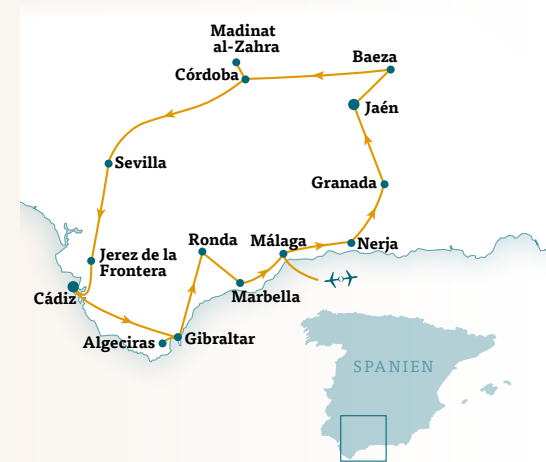 Madinat
al-Zahra
Baeza
Córdoba
Jaén
Sevilla
Granada
Ronda
Málaga
Nerja
Jerez de la
Frontera
Cádiz
Marbella
Algeciras
Gibraltar
SPANIEN